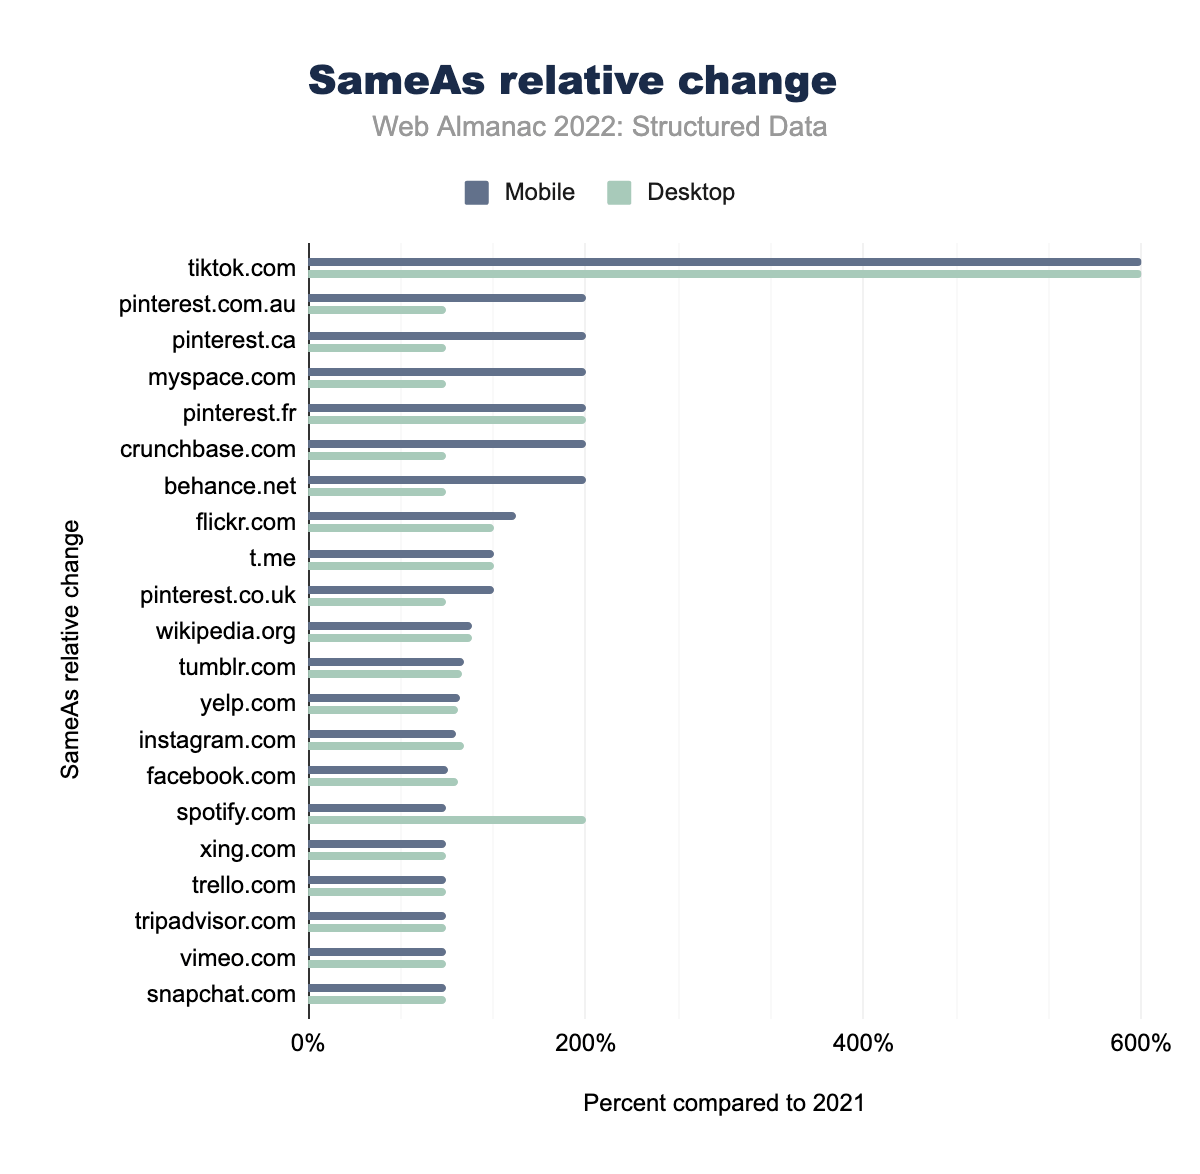 SameAs relative change
Web Almanac 2022: Structured Data
Mobile
Desktop
tiktok.com
pinterest.com.au
pinterest.ca
myspace.com
pinterest.fr
crunchbase.com
behance.net
flickr.com
t.me
pinterest.co.uk
wikipedia.org
tumblr.com
yelp.com
instagram.com
facebook.com
spotify.com
xing.com
trello.com
tripadvisor.com
vimeo.com
snapchat.com
SameAs relative change
0%
200%
400%
600%
Percent compared to 2021